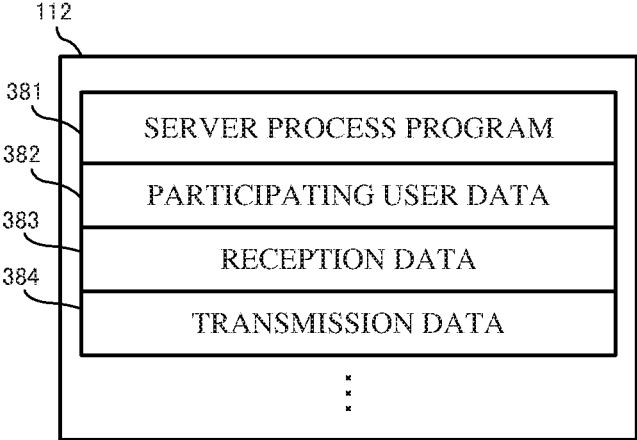 112
381
SERVER PROCESS PROGRAM
382
PARTICIPATING USER DATA
383
RECEPTION DATA
384
TRANSMISSION DATA